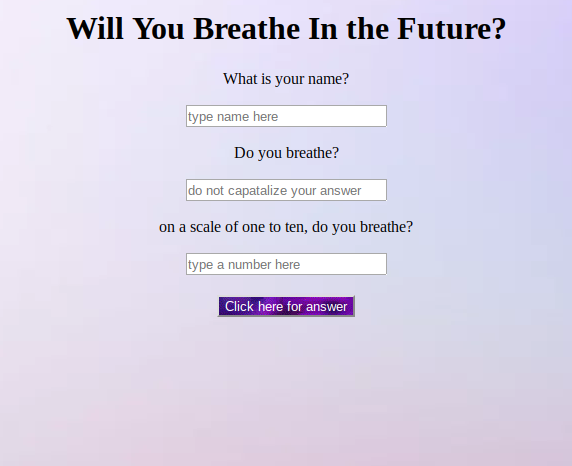 Will You Breathe In the Future?
What is your name?
type name here
Do you breathe?
do not capatalize your answer
on a scale of one to ten, do you breathe?
type a number here
Click here for answer